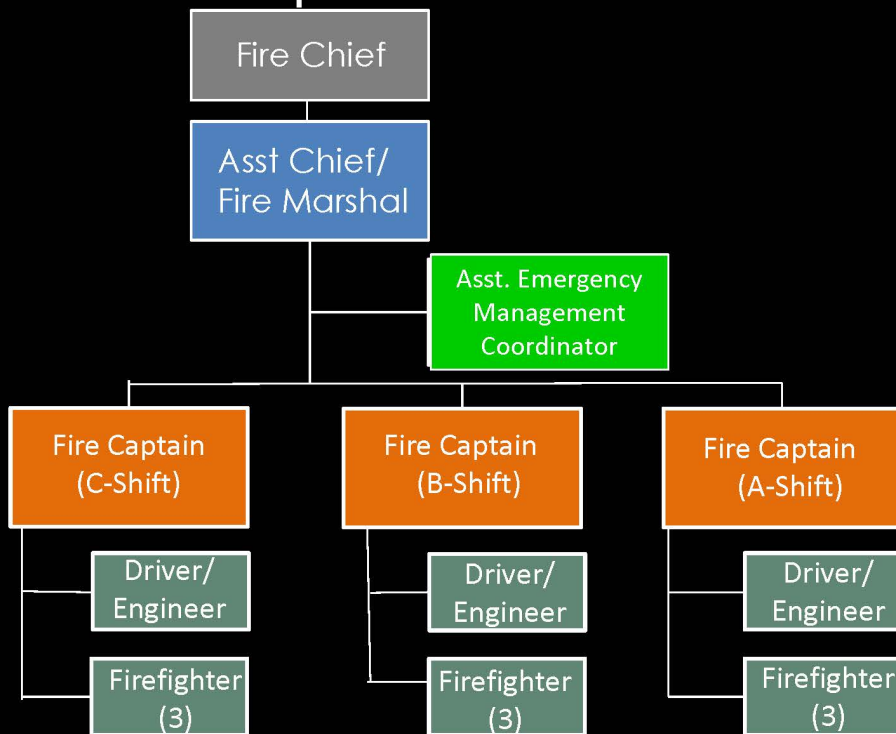 Fire Chief
Asst Chief/
Fire Marshal
Asst. Emergency
Management
Coordinator
Fire Captain
(C-Shift)
Fire Captain
(B-Shift)
Fire Captain
(A-Shift)
Driver/
Engineer
Driver/
Engineer
Driver/
Engineer
Firefighter
(3)
Firefighter
(3)
Firefighter
(3)